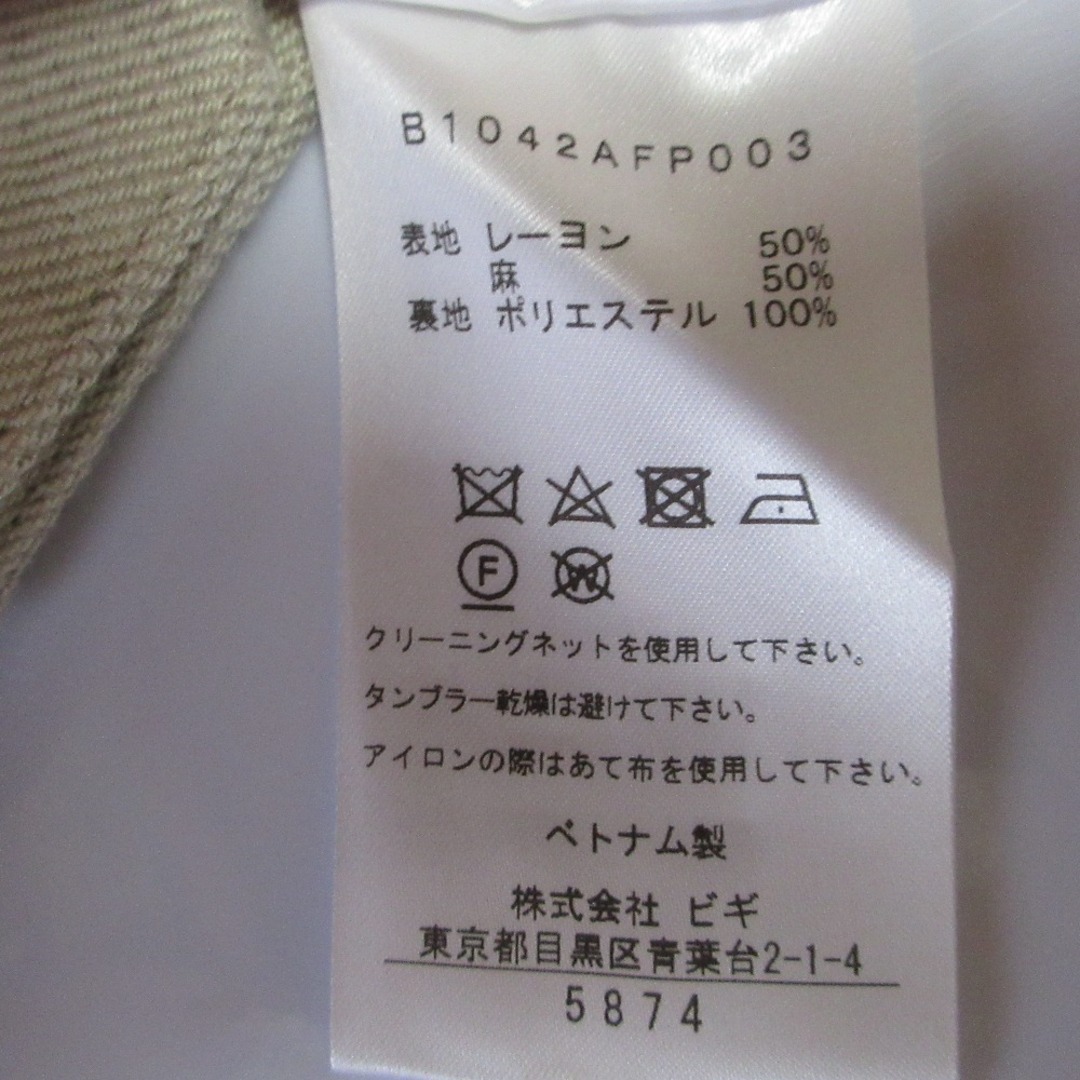 B1042AFP003
表地 レーヨン 50%
麻 50%
裏地 ポリエステル 100%
F W
クリーニングネットを使用して下さい。
タンブラー乾燥は避けて下さい。
アイロンの際はあて布を使用して下さい。
ベトナム製
株式会社 ビギ
東京都目黒区青葉台2-1-4
5874